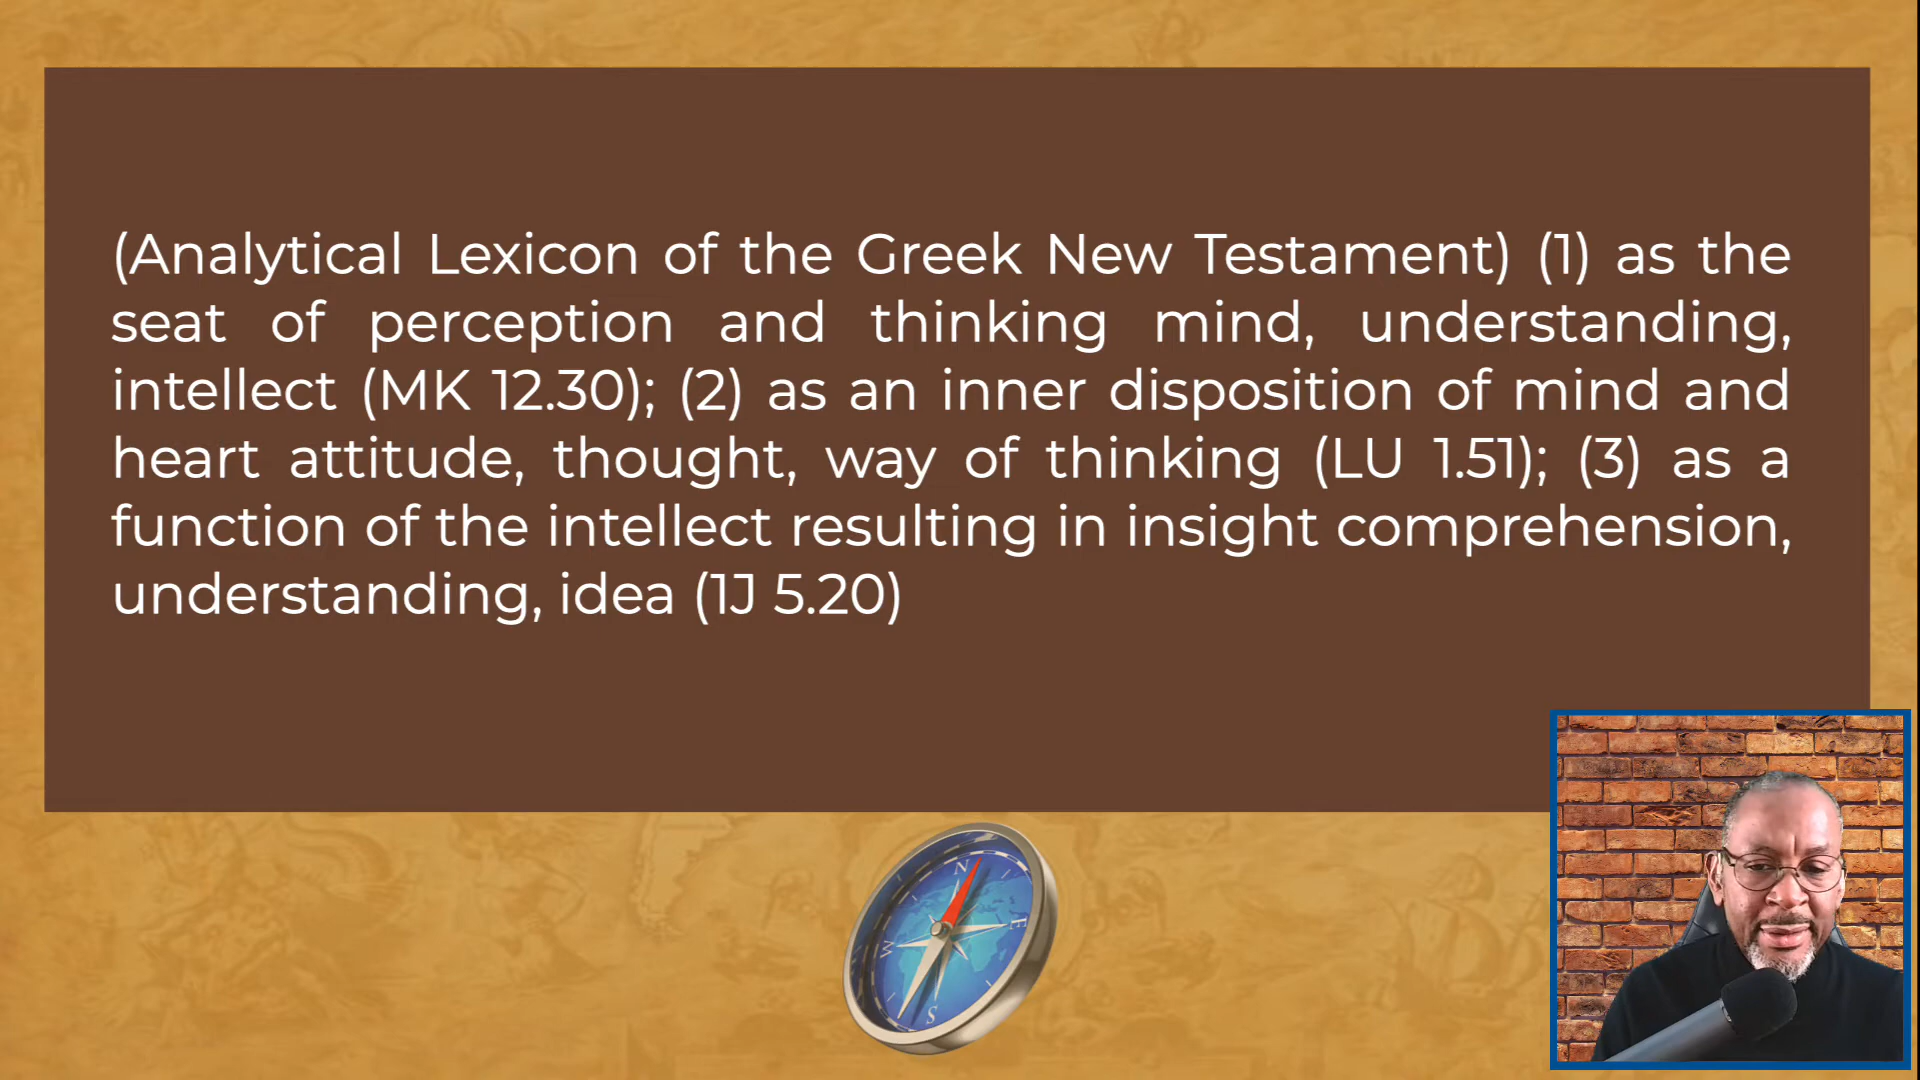 (Analytical Lexicon of the Greek New Testament) (1) as the
seat of perception and thinking mind, understanding,
intellect (MK 12.30); (2) as an inner disposition of mind and
heart attitude, thought, way of thinking (LU 1.51); (3) as a
function of the intellect resulting in insight comprehension,
understanding, idea (1J 5.20)
N
E
W
S